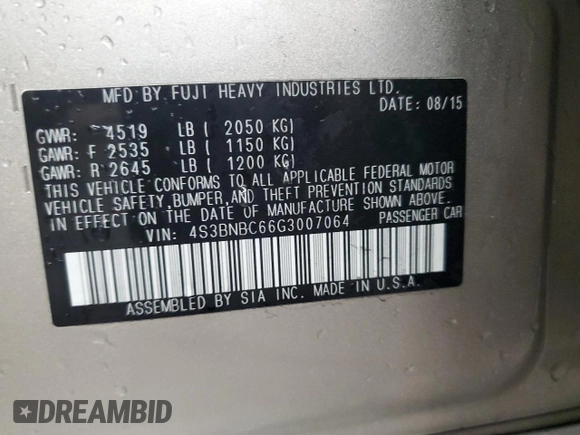 MFD BY FUJI HEAVY INDUSTRIES LTD.
DATE: 08/15
GVWR: 4519 LB ( 2050 KG)
GAWR: F 2535 LB ( 1150 KG)
GAWR: R 2645 LB ( 1200 KG)
THIS VEHICLE CONFORMS TO ALL APPLICABLE FEDERAL MOTOR
VEHICLE SAFETY, BUMPER, AND THEFT PREVENTION STANDARDS
IN EFFECT ON THE DATE OF MANUFACTURE SHOWN ABOVE.
VIN: 4S3BNBC66G3007064 PASSENGER CAR
ASSEMBLED BY SIA INC. MADE IN U.S.A.
DREAMBID